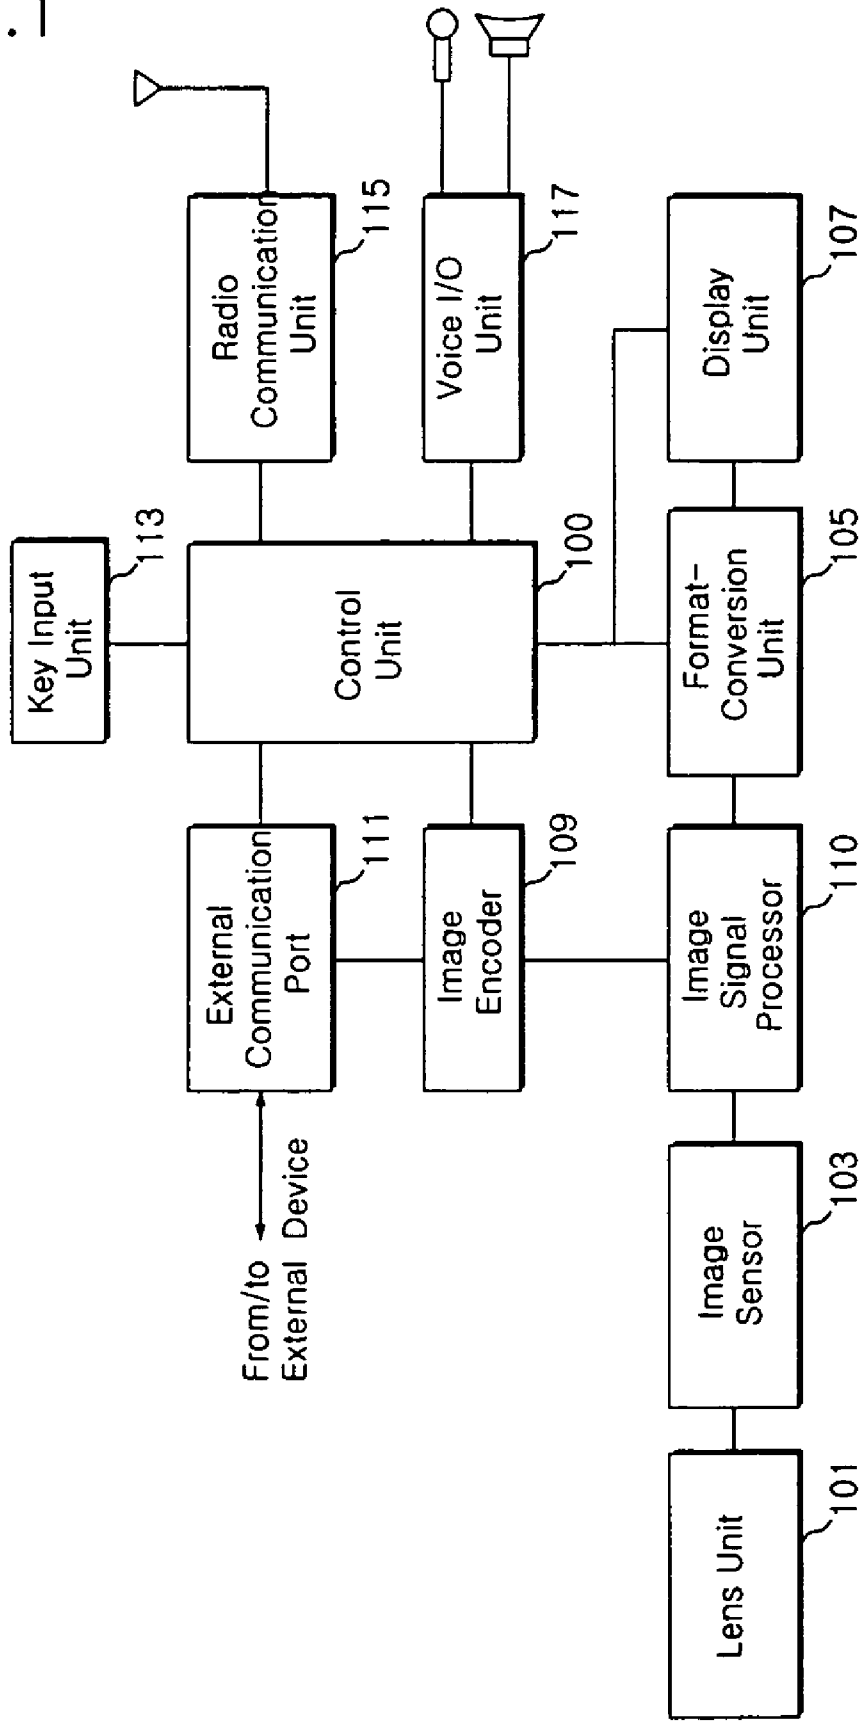 .1
Key Input
Unit
113
External
Communication
Port
111
Control
Unit
100
Radio
Communication
Unit
115
From/to
External Device
Image
Encoder
109
Voice I/O
Unit
117
Lens Unit
101
Image
Sensor
103
Image
Signal
Processor
110
Format-
Conversion
Unit
105
Display
Unit
107